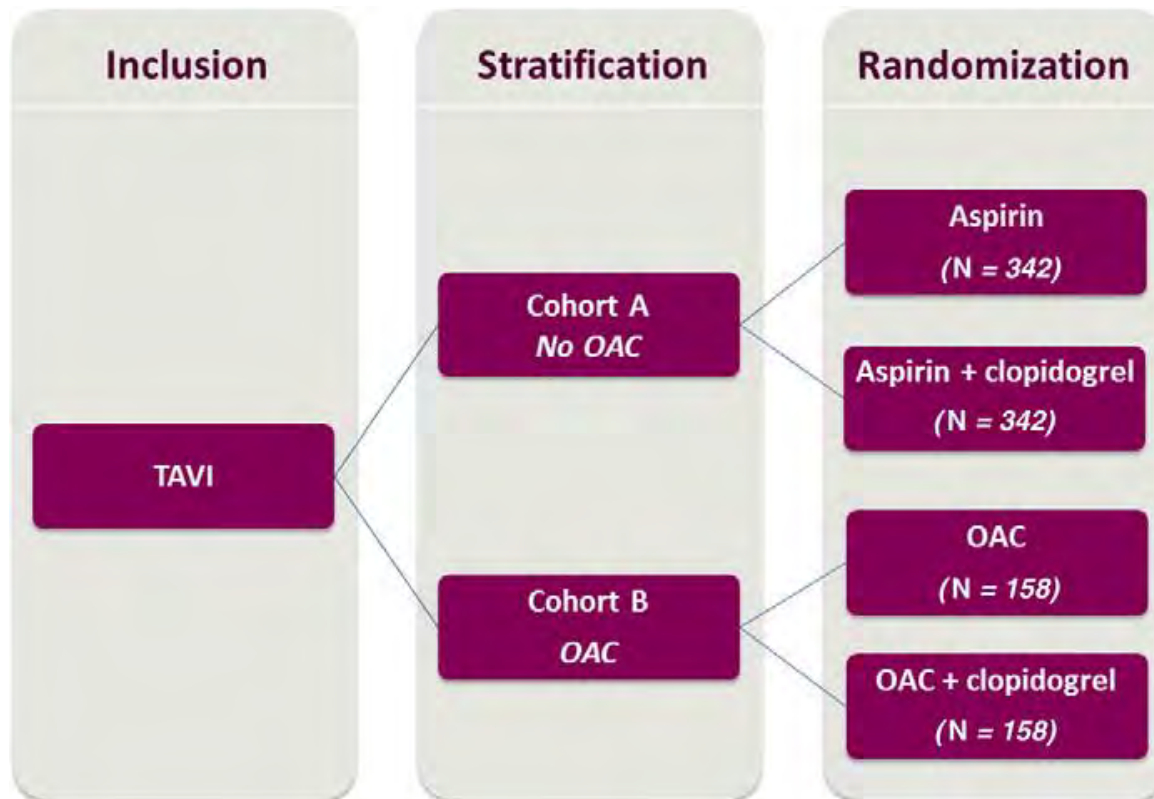 Inclusion
Stratification
Randomization
TAVI
Cohort A
No OAC
Cohort B
OAC
Aspirin
(N = 342)
Aspirin + clopidogrel
(N = 342)
OAC
(N = 158)
OAC + clopidogrel
(N = 158)